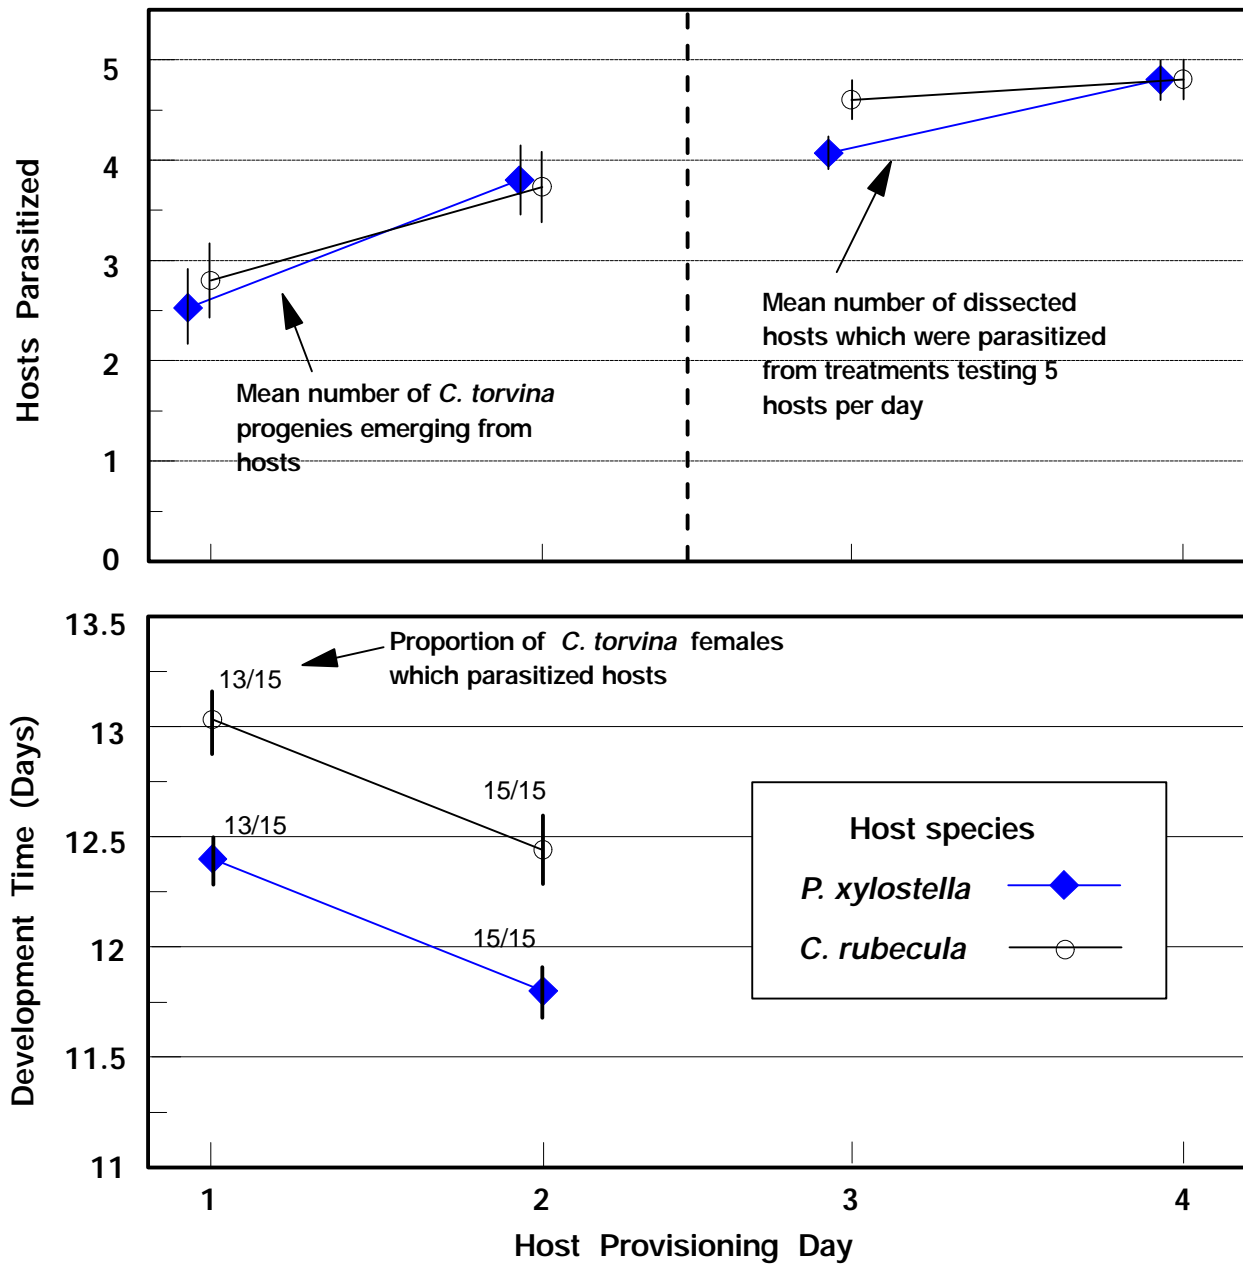 Hosts Parasitized
5
4
3
2
1
0
Mean number of C. torvina
progenies emerging from
hosts
Mean number of dissected
hosts which were parasitized
from treatments testing 5
hosts per day
Development Time (Days)
13.5
13
12.5
12
11.5
11
Proportion of C. torvina females
which parasitized hosts
13/15
15/15
13/15
15/15
Host species
P. xylostella
C. rubecula
1 2 3 4
Host Provisioning Day